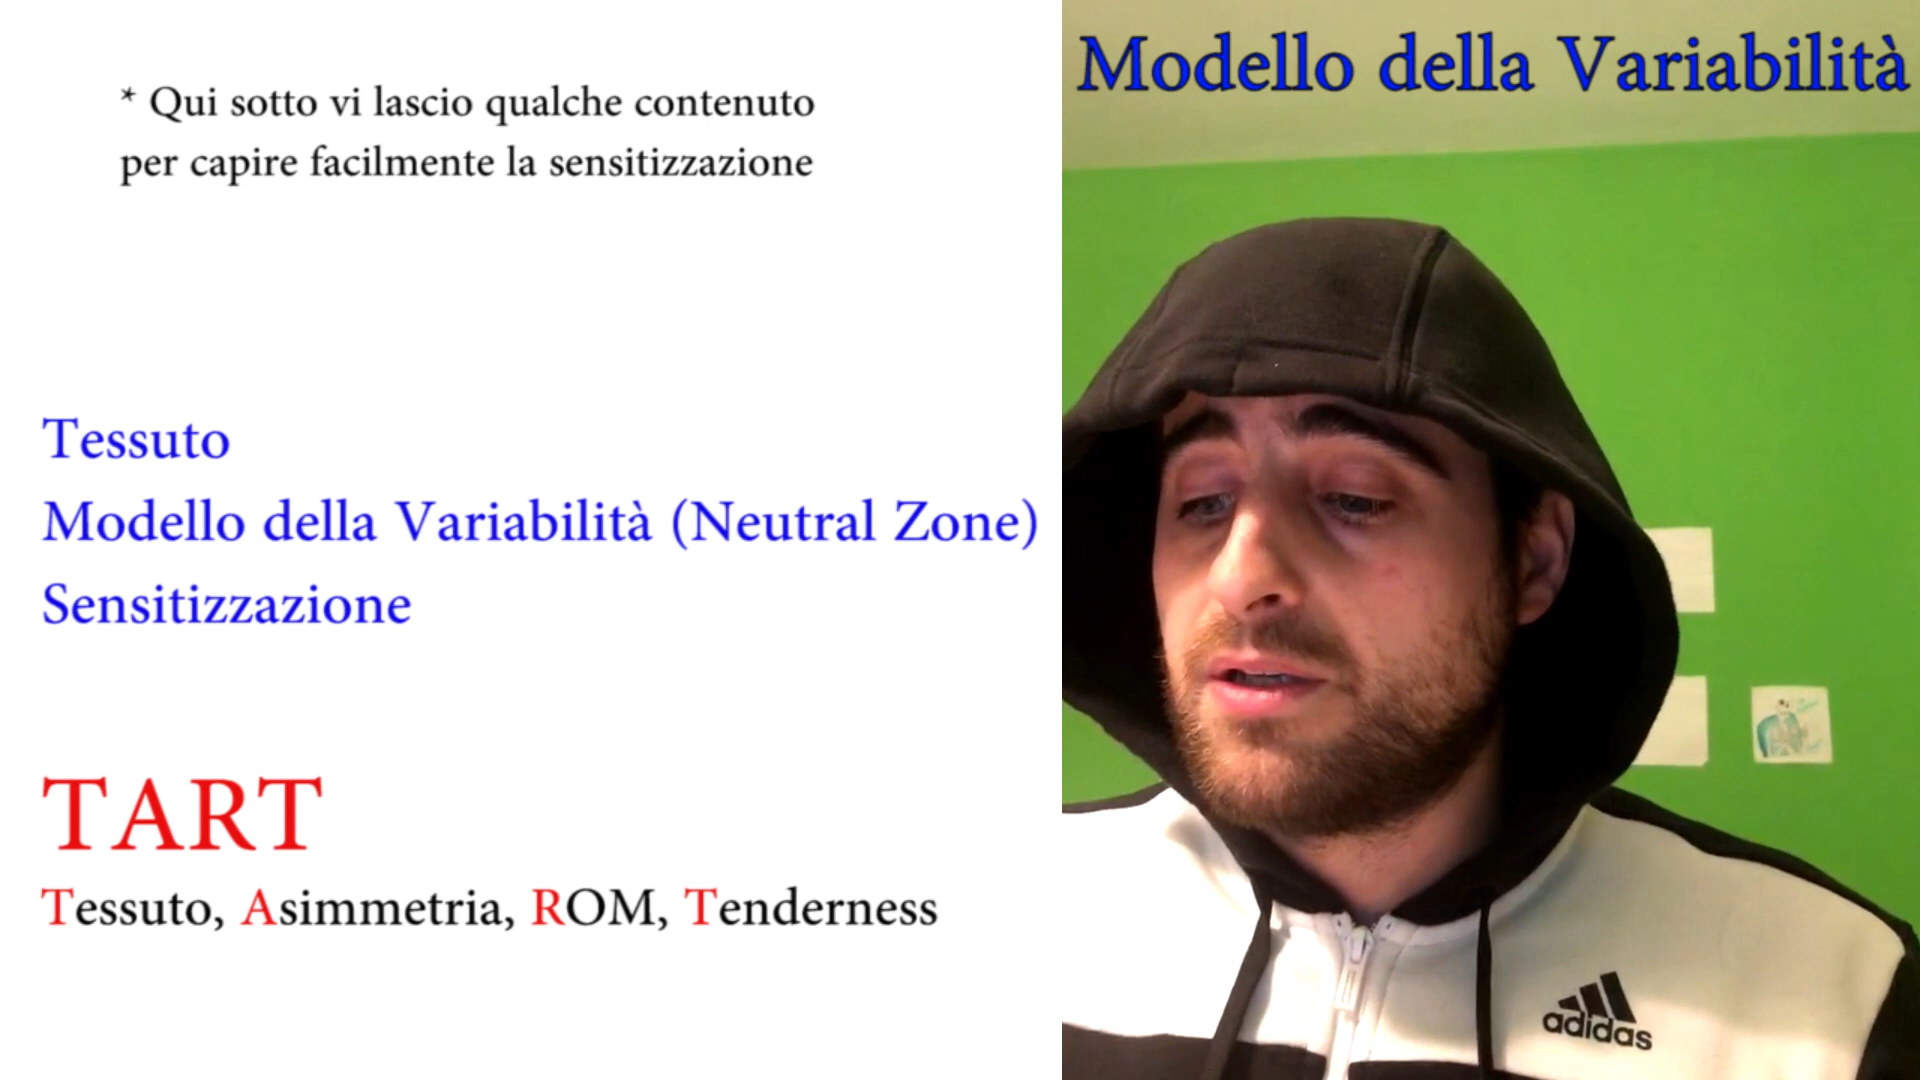 * Qui sotto vi lascio qualche contenuto
per capire facilmente la sensitizzazione
Tessuto
Modello della Variabilità (Neutral Zone)
Sensitizzazione
TART
Tessuto, Asimmetria, ROM, Tenderness
Modello della Variabilità
adidas